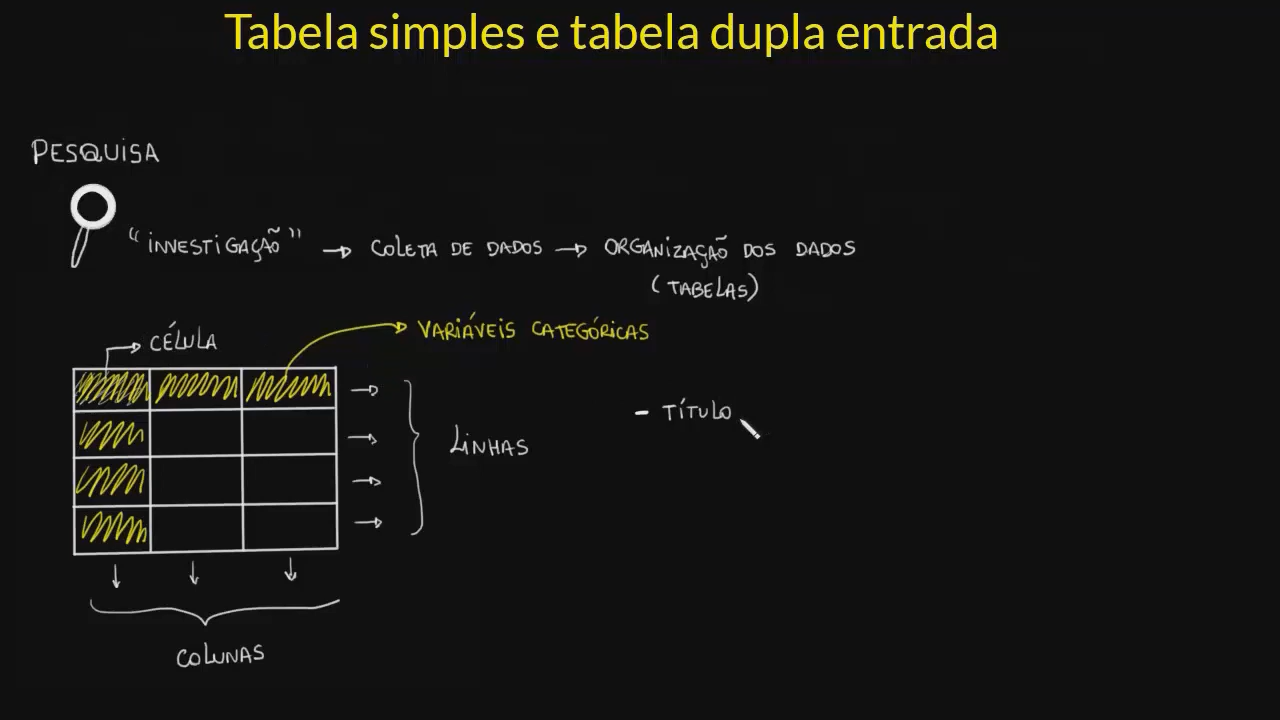 Tabela simples e tabela dupla entrada
PESQUISA
"INVESTIGAÇÃO" → COLETA DE DADOS → ORGANIZAÇÃO DOS DADOS
(TABELAS)
CÉLULA
VARIÁVEIS CATEGÓRICAS
- TÍTULO
LINHAS
COLUNAS